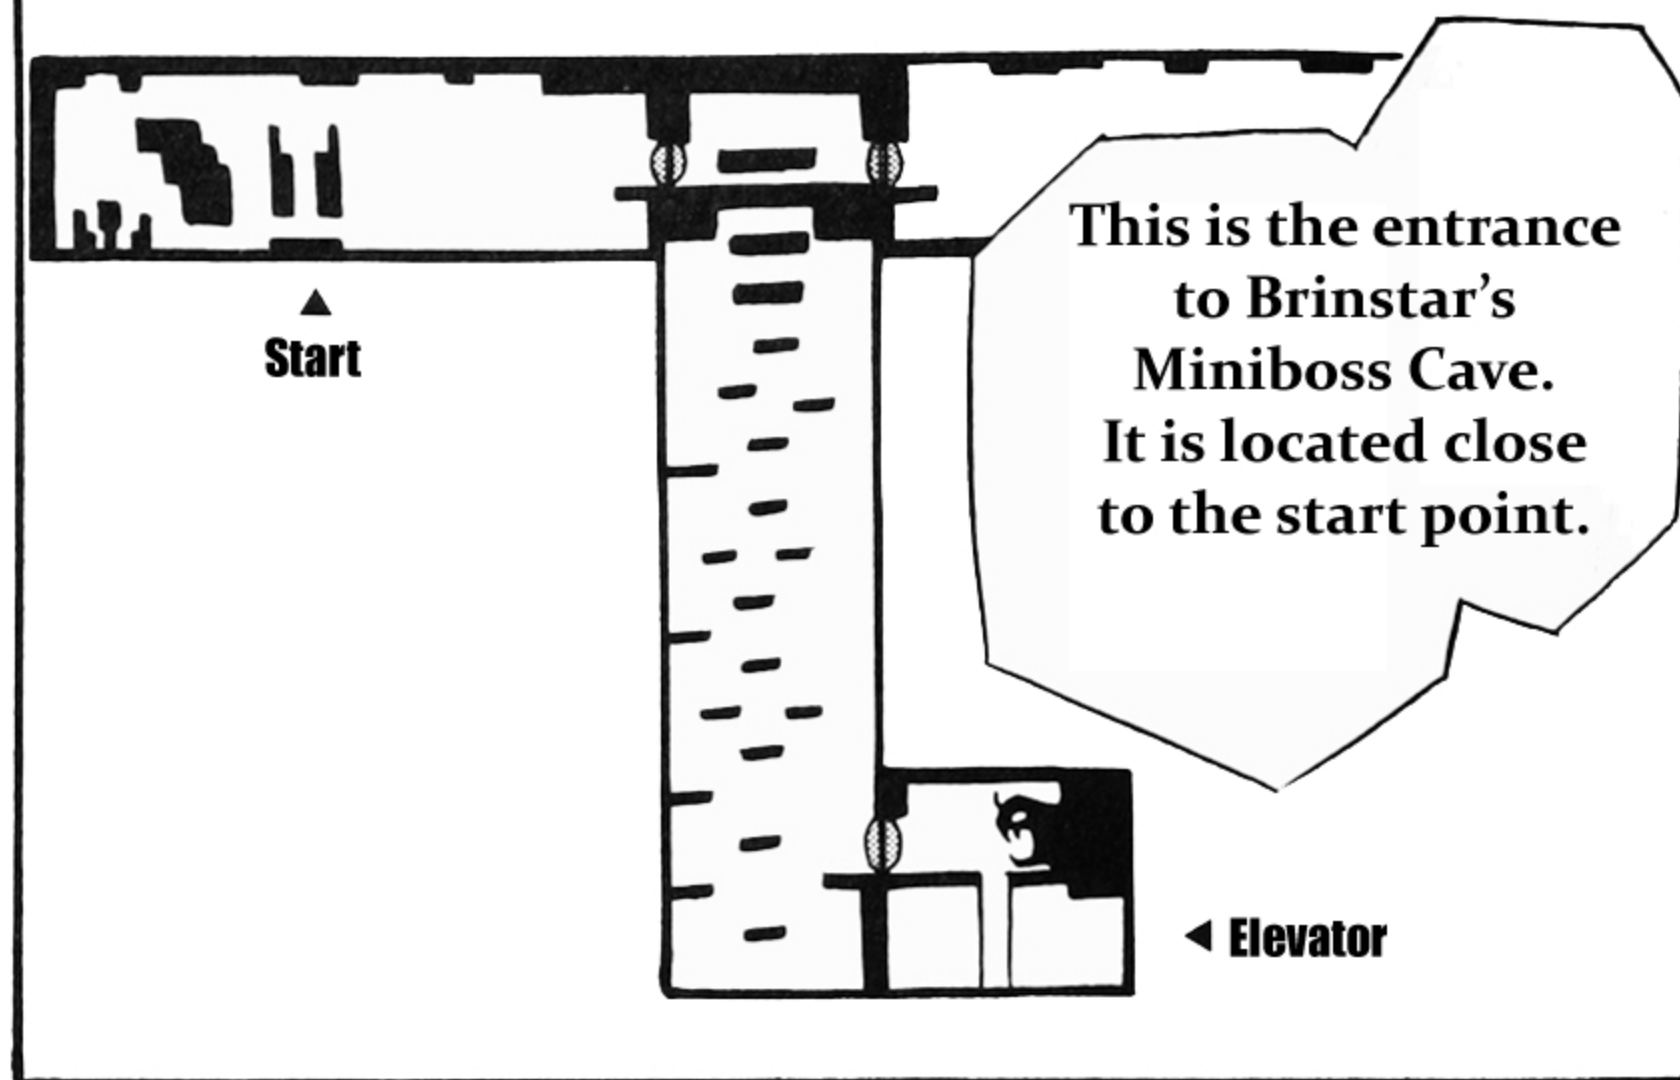 This is the entrance
to Brinstar’s
Miniboss Cave.
It is located close
to the start point.
Start
Elevator